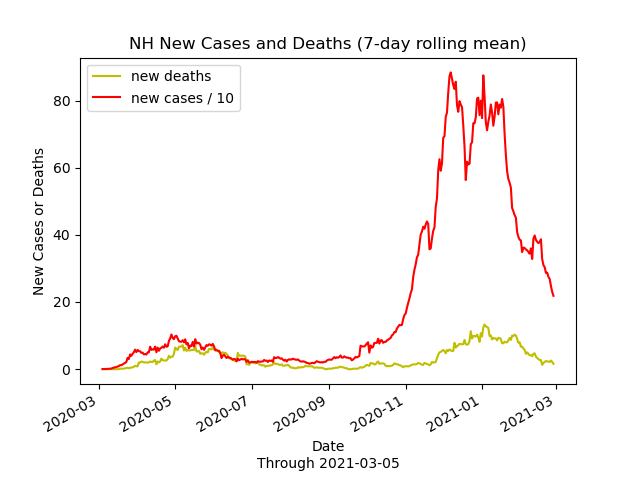 NH New Cases and Deaths (7-day rolling mean)
new deaths
new cases / 10
New Cases or Deaths
80
60
40
20
0
2020-03
2020-05
2020-07
2020-09
2020-11
2021-01
2021-03
Date
Through 2021-03-05